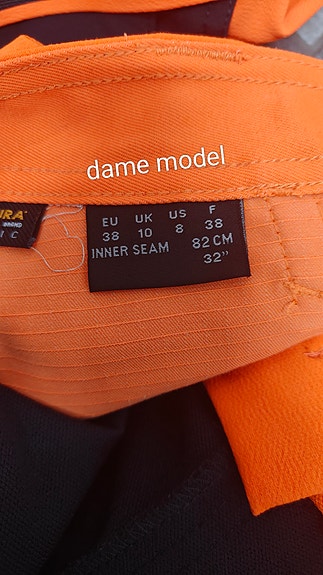 dame model
EU UK US F
38 10 8 38
INNER SEAM 82 CM
32"